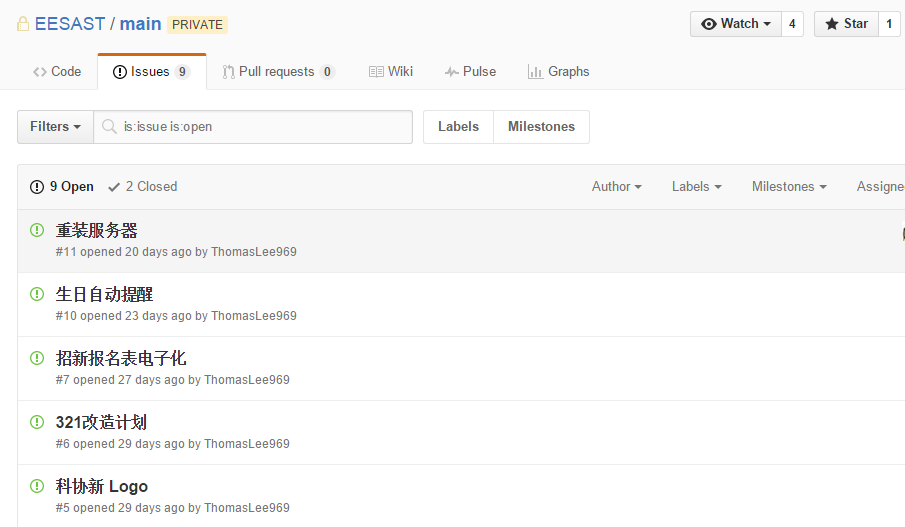 EESAST / main PRIVATE Watch 4 Star 1
Code Issues 9 Pull requests 0 Wiki Pulse Graphs
Filters is:issue is:open Labels Milestones
9 Open 2 Closed Author Labels Milestones Assigne
重装服务器
#11 opened 20 days ago by ThomasLee969
生日自动提醒
#10 opened 23 days ago by ThomasLee969
招新报名表电子化
#7 opened 27 days ago by ThomasLee969
321改造计划
#6 opened 29 days ago by ThomasLee969
科协新 Logo
#5 opened 29 days ago by ThomasLee969